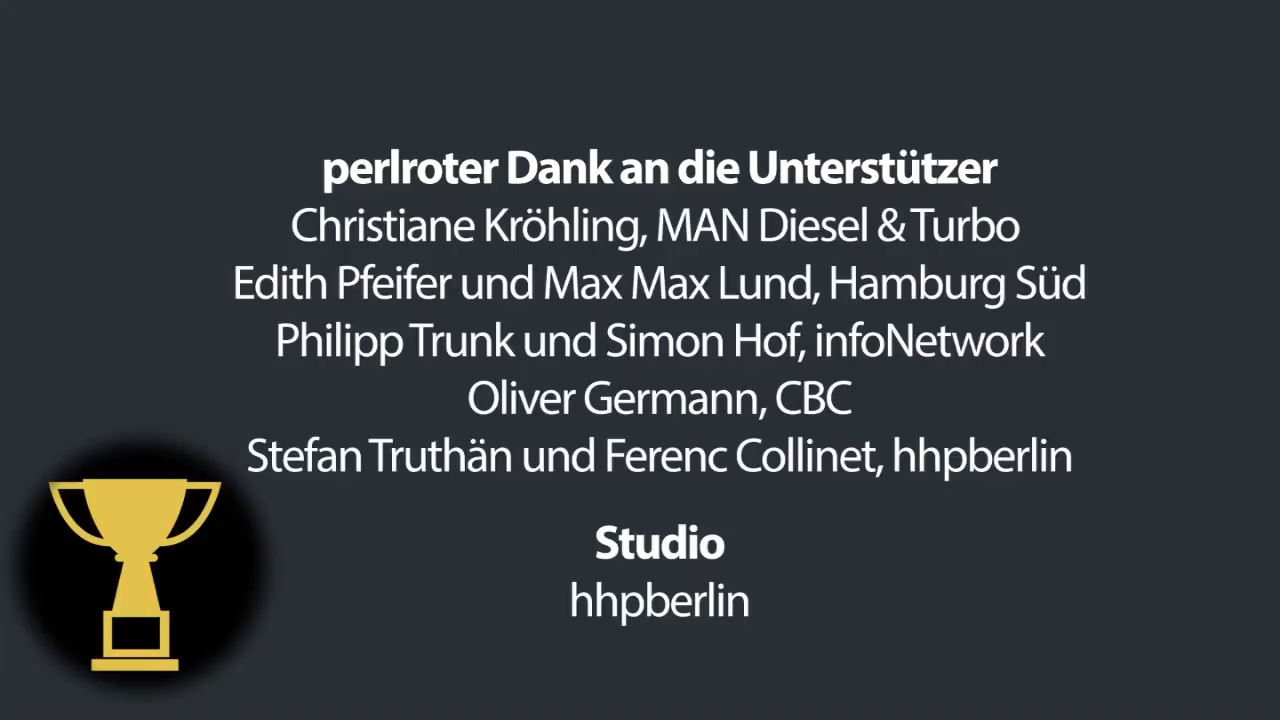 perlroter Dank an die Unterstützer
Christiane Kröhling, MAN Diesel & Turbo
Edith Pfeifer und Max Max Lund, Hamburg Süd
Philipp Trunk und Simon Hof, infoNetwork
Oliver Germann, CBC
Stefan Truthän und Ferenc Collinet, hhpberlin
Studio
hhpberlin